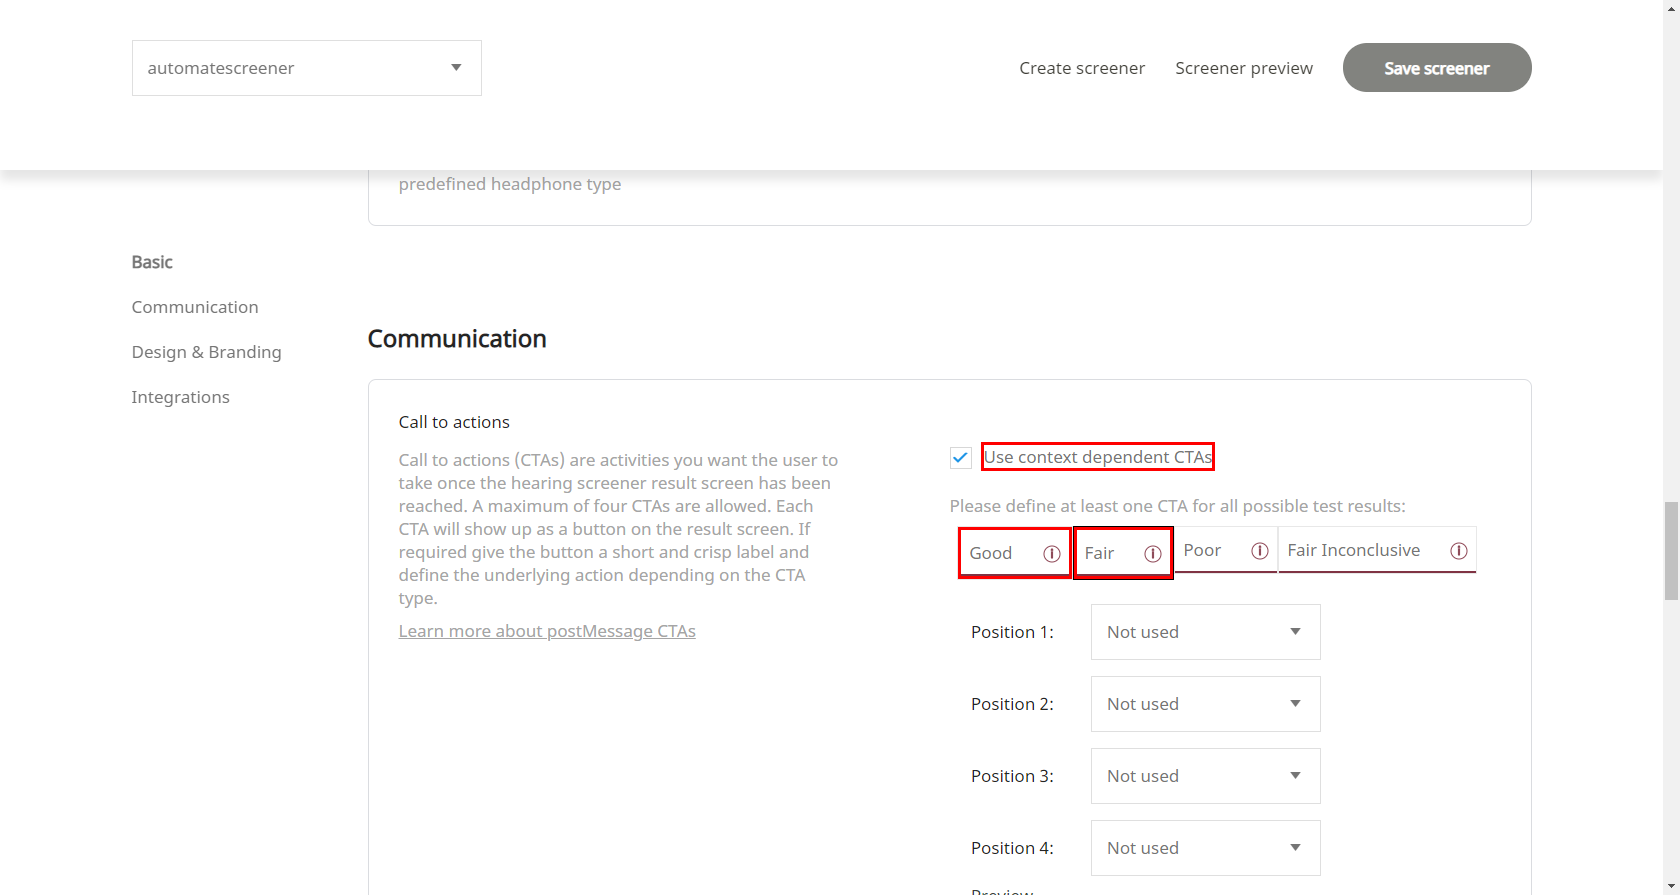 automatescreener
Create screener
Screener preview
Save screener
predefined headphone type
Basic
Communication
Design & Branding
Integrations
Communication
Call to actions
Call to actions (CTAs) are activities you want the user to
take once the hearing screener result screen has been
reached. A maximum of four CTAs are allowed. Each
CTA will show up as a button on the result screen. If
required give the button a short and crisp label and
define the underlying action depending on the CTA
type.
Learn more about postMessage CTAs
Use context dependent CTAs
Please define at least one CTA for all possible test results:
Good
Fair
Poor
Fair Inconclusive
Position 1:
Not used
Position 2:
Not used
Position 3:
Not used
Position 4:
Not used
Preview